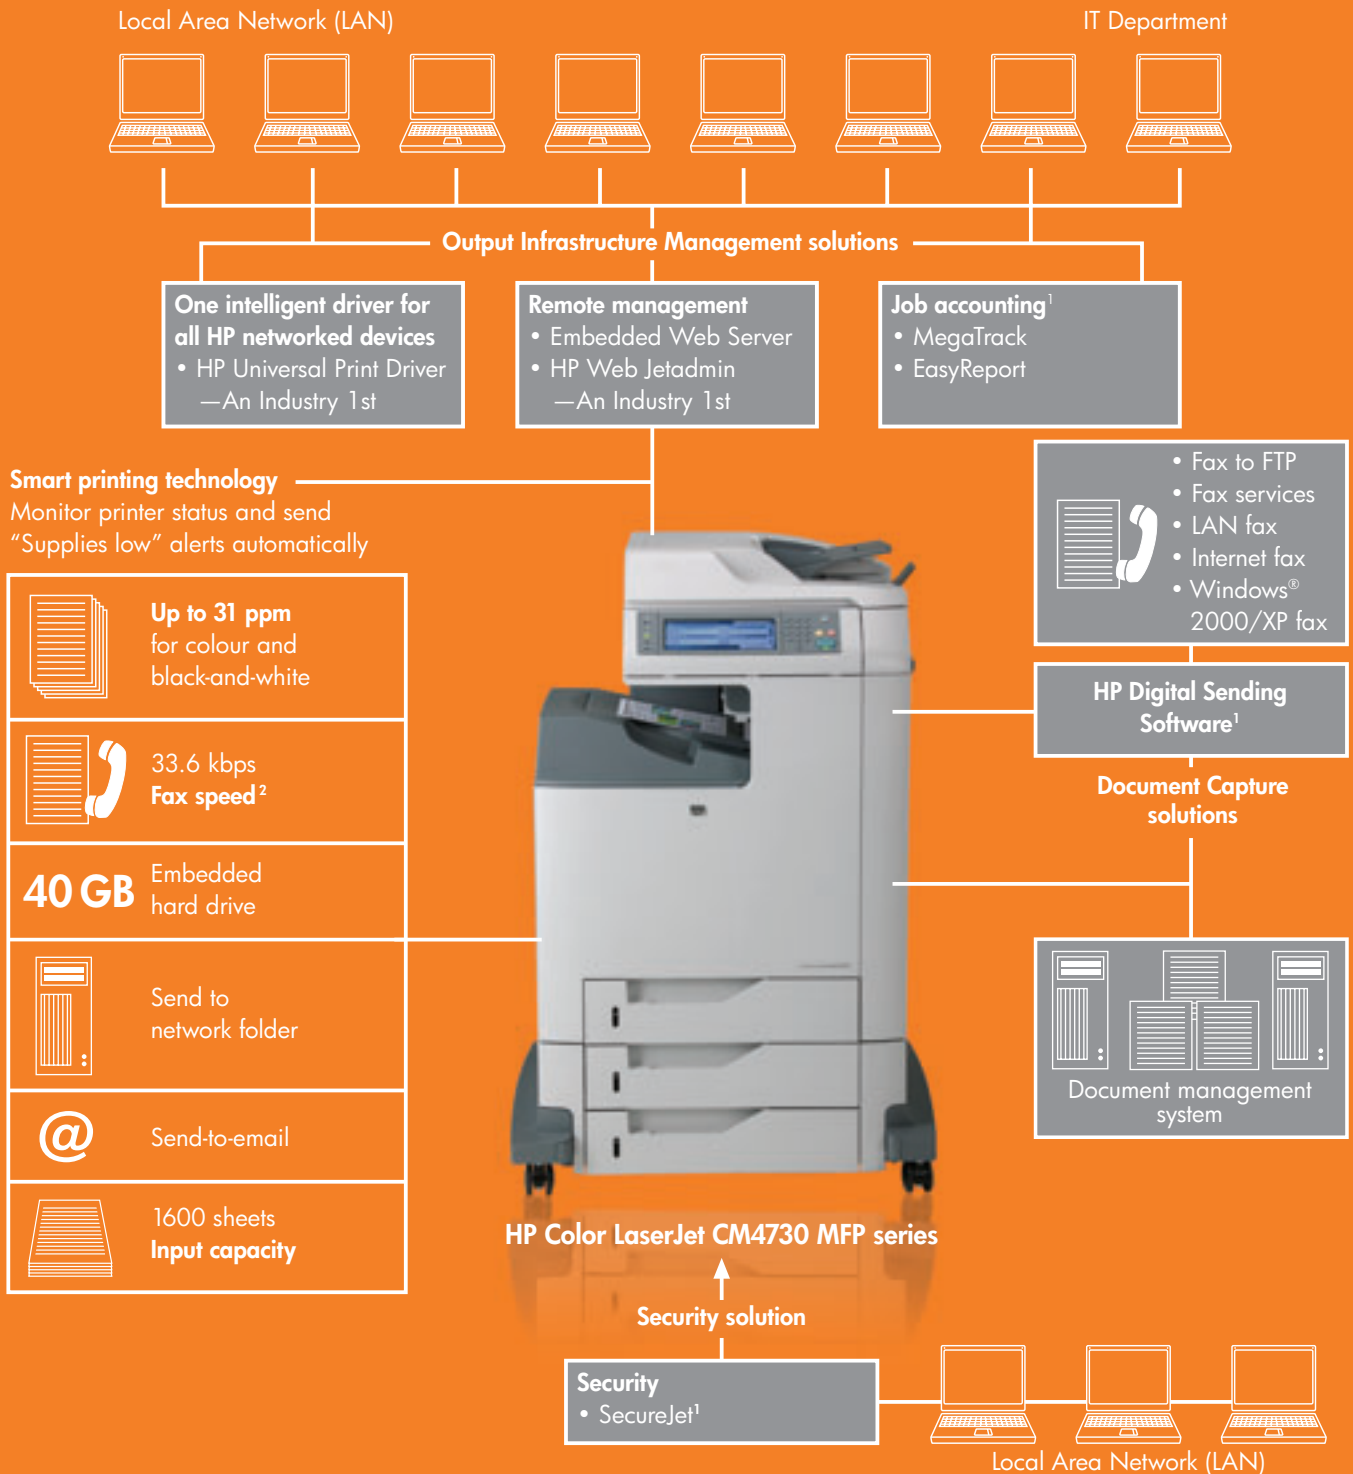 Local Area Network (LAN)
IT Department
Output Infrastructure Management solutions
One intelligent driver for
all HP networked devices
• HP Universal Print Driver
—An Industry 1st
Remote management
• Embedded Web Server
• HP Web Jetadmin
—An Industry 1st
Job accounting¹
• MegaTrack
• EasyReport
Smart printing technology
Monitor printer status and send
“Supplies low” alerts automatically
Up to 31 ppm
for colour and
black-and-white
33.6 kbps
Fax speed²
40 GB
Embedded
hard drive
Send to
network folder
@
Send-to-email
1600 sheets
Input capacity
• Fax to FTP
• Fax services
• LAN fax
• Internet fax
• Windows®
2000/XP fax
HP Digital Sending
Software¹
Document Capture
solutions
Document management
system
HP Color LaserJet CM4730 MFP series
Security solution
Security
• SecureJet¹
Local Area Network (LAN)